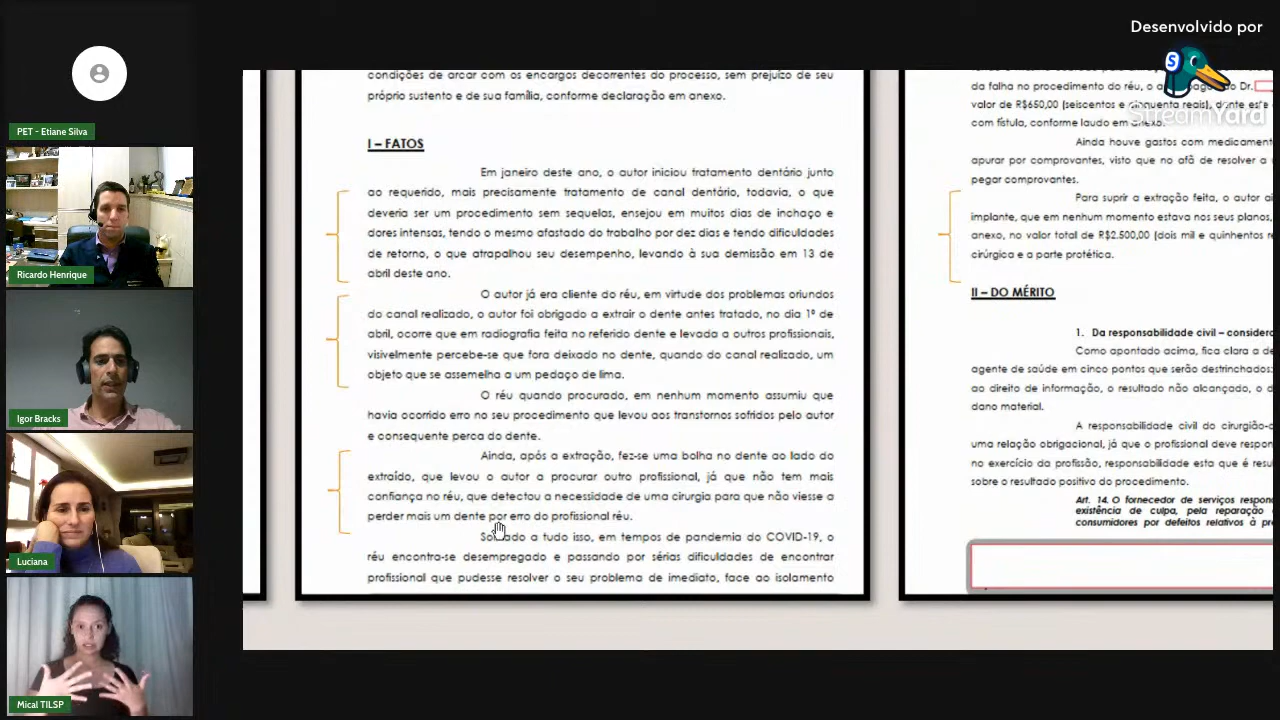 Desenvolvido por
StreamYard
PET - Etiane Silva
Ricardo Henrique
Igor Bracks
Luciana
Mical TILSP
condições de arcar com os encargos decorrentes do processo, sem prejuízo de seu
próprio sustento e de sua família, conforme declaração em anexo.
I – FATOS
Em janeiro deste ano, o autor iniciou tratamento dentário junto
ao requerido, mais precisamente tratamento de canal dentário, todavia, o que
deveria ser um procedimento sem sequelas, ensejou em muitos dias de inchaço e
dores intensas, tendo o mesmo afastado do trabalho por dez dias e tendo dificuldades
de retorno, o que atrapalhou seu desempenho, levando à sua demissão em 13 de
abril deste ano.
O autor já era cliente do réu, em virtude dos problemas oriundos
do canal realizado, o autor foi obrigado a extrair o dente antes tratado, no dia 1º de
abril, ocorre que em radiografia feita no referido dente e levada a outros profissionais,
visivelmente percebe-se que fora deixado no dente, quando do canal realizado, um
objeto que se assemelha a um pedaço de lima.
O réu quando procurado, em nenhum momento assumiu que
havia ocorrido erro no seu procedimento que levou aos transtornos sofridos pelo autor
e consequente perca do dente.
Ainda, após a extração, fez-se uma bolha no dente ao lado do
extraído, que levou o autor a procurar outro profissional, já que não tem mais
confiança no réu, que detectou a necessidade de uma cirurgia para que não viesse a
perder mais um dente por erro do profissional réu.
a tudo isso, em tempos de pandemia do COVID-19, o
réu encontra-se desempregado e passando por sérias dificuldades de encontrar
profissional que pudesse resolver o seu problema de imediato, face ao isolamento
da falha no procedimento do réu, o a Dr.
valor de R$650,00 (seiscentos e cinquenta reais), dente este
com fístula, conforme laudo em anexo.
Ainda houve gastos com medicament
apurar por comprovantes, visto que no afã de resolver a
pegar comprovantes.
Para suprir a extração feita, o autor ai
implante, que em nenhum momento estava nos seus planos,
anexo, no valor total de R$2.500,00 (dois mil e quinhentos re
cirúrgica e a parte protética.
II – DO MÉRITO
1. Da responsabilidade civil – considera
Como apontado acima, fica clara a de
agente de saúde em cinco pontos que serão destrinchados:
ao direito de informação, o resultado não alcançado, o d
dano material.
A responsabilidade civil do cirurgião-d
uma relação obrigacional, já que o profissional deve respon
no exercício da profissão, responsabilidade esta que é resul
sobre o resultado positivo do procedimento.
Art. 14. O fornecedor de serviços respond
existência de culpa, pela reparação
consumidores por defeitos relativos à pre